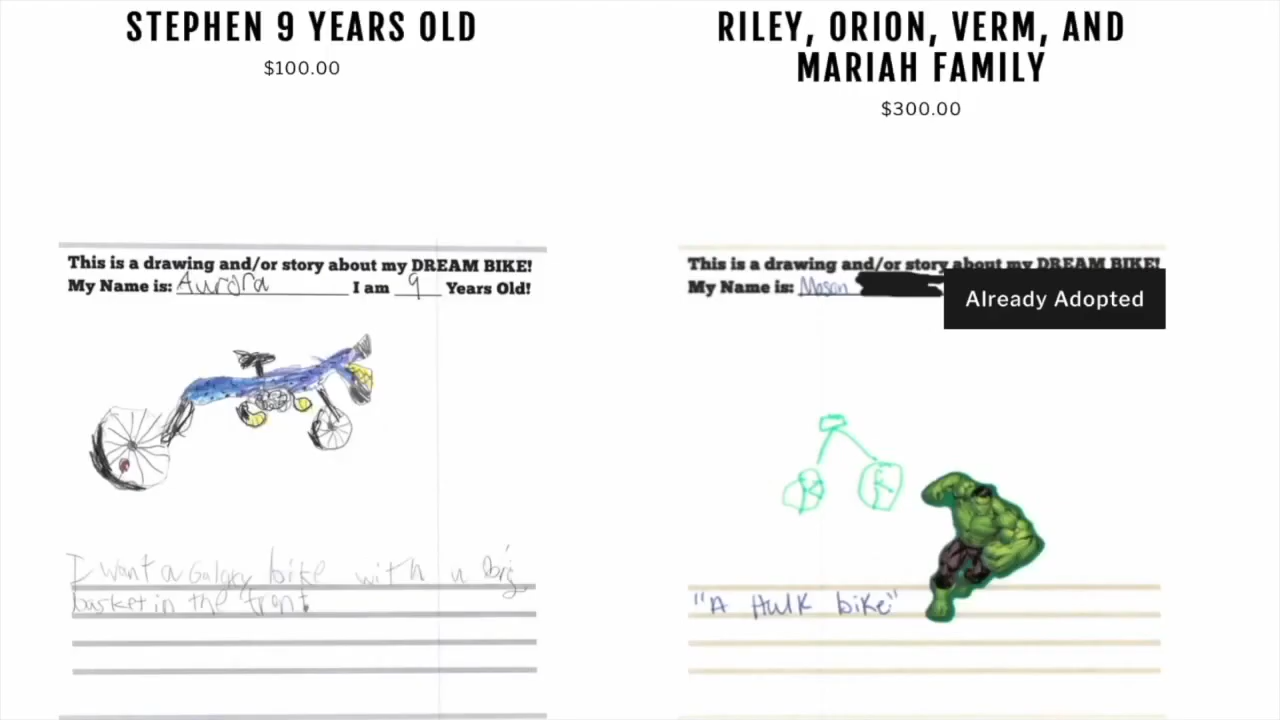 STEPHEN 9 YEARS OLD
$100.00
RILEY, ORION, VERM, AND
MARIAH FAMILY
$300.00
This is a drawing and/or story about my DREAM BIKE!
My Name is: Aurora I am 9 Years Old!
I want a Galgxy bike with a big
basket in the front
This is a drawing and/or story about my DREAM BIKE!
My Name is: Mason
Already Adopted
"A Hulk bike"